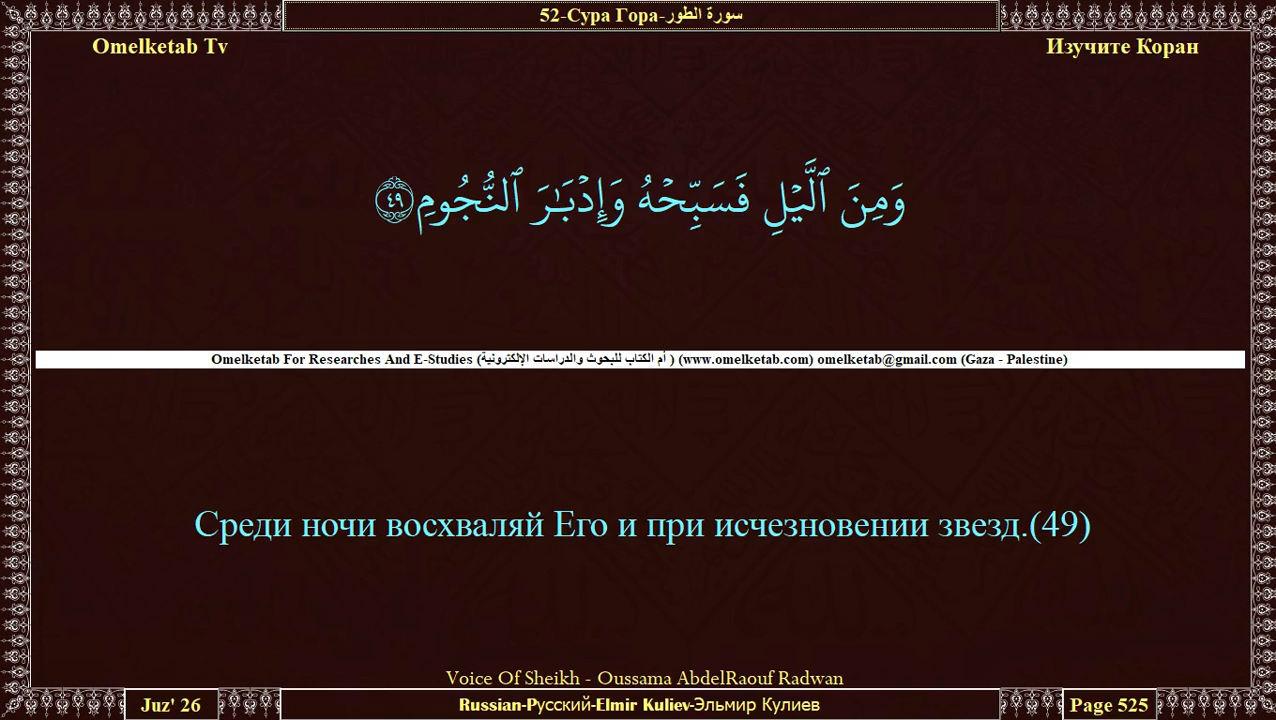 52-Сура Гора-سورة الطور
Omelketab Tv
Изучите Коран
وَمِنَ ٱلَّيۡلِ فَسَبِّحۡهُ وَإِدۡبَٰرَ ٱلنُّجُومِ ٤٩
Omelketab For Researches And E-Studies (أم الكتاب للبحوث والدراسات الإلكترونية ) (www.omelketab.com) omelketab@gmail.com (Gaza - Palestine)
Среди ночи восхваляй Его и при исчезновении звезд.(49)
Voice Of Sheikh - Oussama AbdelRaouf Radwan
Juz' 26
Russian-Русский-Elmir Kuliev-Эльмир Кулиев
Page 525